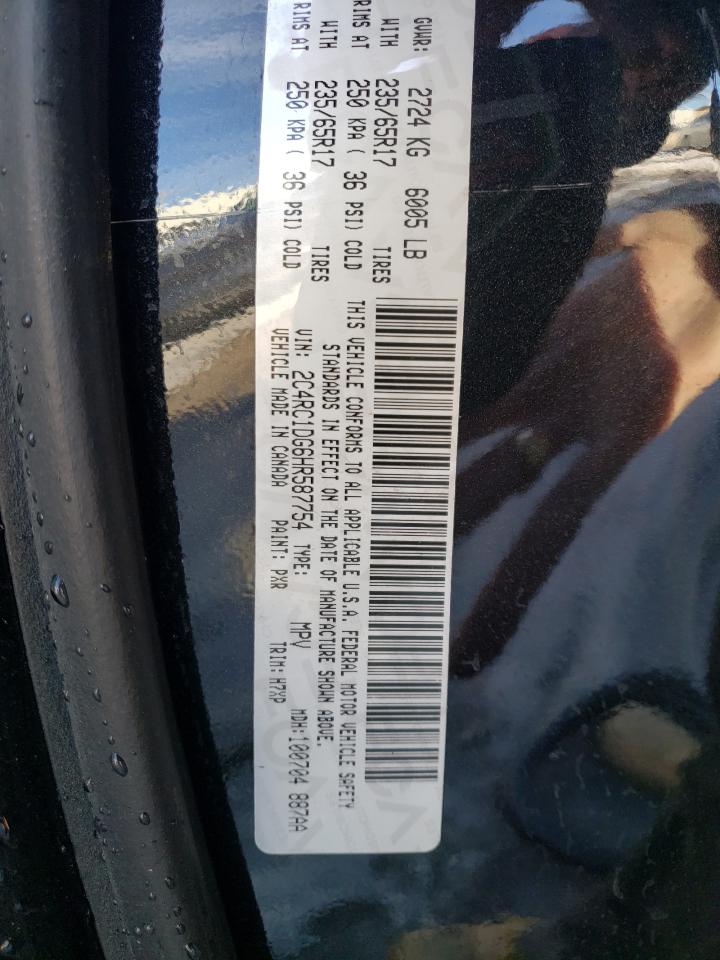 GVWR: 2724 KG 6005 LB
WITH 235/65R17 TIRES
RIMS AT 250 KPA ( 36 PSI) COLD
WITH 235/65R17 TIRES
RIMS AT 250 KPA ( 36 PSI) COLD
THIS VEHICLE CONFORMS TO ALL APPLICABLE U.S.A. FEDERAL MOTOR VEHICLE SAFETY
STANDARDS IN EFFECT ON THE DATE OF MANUFACTURE SHOWN ABOVE.
VIN: 2C4RC1DG6HR587754 TYPE: MPV MDH:100704 887AA
VEHICLE MADE IN CANADA PAINT: PXR TRIM: H7XP